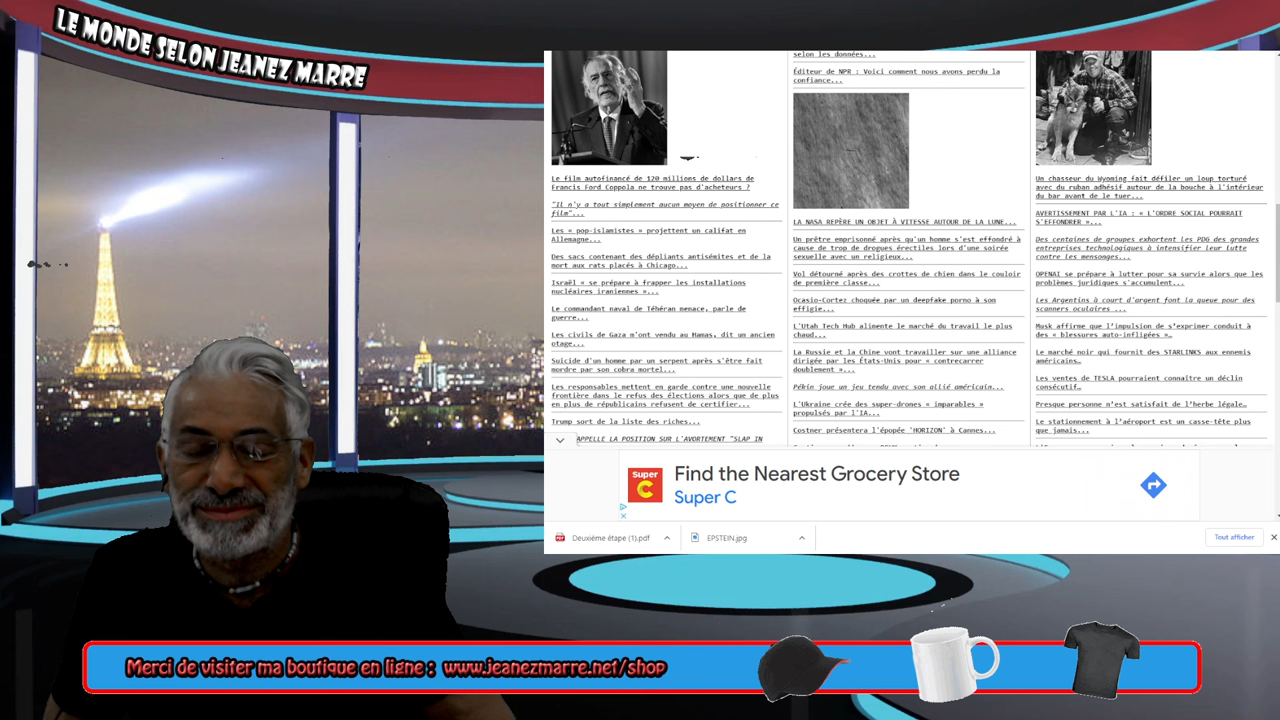 LE MONDE SELON JEANEZ MARRE
Le film autofinancé de 120 millions de dollars de
Francis Ford Coppola ne trouve pas d'acheteurs ?
"Il n'y a tout simplement aucun moyen de positionner ce
film"...
Les « pop-islamistes » projettent un califat en
Allemagne...
Des sacs contenant des dépliants antisémites et de la
mort aux rats placés à Chicago...
Israël « se prépare à frapper les installations
nucléaires iraniennes »...
Le commandant naval de Téhéran menace, parle de
guerre...
Les civils de Gaza m'ont vendu au Hamas, dit un ancien
otage...
Suicide d'un homme par un serpent après s'être fait
mordre par son cobra mortel...
Les responsables mettent en garde contre une nouvelle
frontière dans le refus des élections alors que de plus
en plus de républicains refusent de certifier...
Trump sort de la liste des riches...
APPELLE LA POSITION SUR L'AVORTEMENT "SLAP IN
selon les données...
Éditeur de NPR : Voici comment nous avons perdu la
confiance...
LA NASA REPÈRE UN OBJET À VITESSE AUTOUR DE LA LUNE...
Un prêtre emprisonné après qu'un homme s'est effondré à
cause de trop de drogues érectiles lors d'une soirée
sexuelle avec un religieux...
Vol détourné après des crottes de chien dans le couloir
de première classe...
Ocasio-Cortez choquée par un deepfake porno à son
effigie...
L'Utah Tech Hub alimente le marché du travail le plus
chaud...
La Russie et la Chine vont travailler sur une alliance
dirigée par les États-Unis pour « contrecarrer
doublement »...
Pékin joue un jeu tendu avec son allié américain...
L'Ukraine crée des super-drones « imparables »
propulsés par l'IA...
Costner présentera l'épopée 'HORIZON' à Cannes...
Un chasseur du Wyoming fait défiler un loup torturé
avec du ruban adhésif autour de la bouche à l'intérieur
du bar avant de le tuer...
AVERTISSEMENT PAR L'IA : « L'ORDRE SOCIAL POURRAIT
S'EFFONDRER »...
Des centaines de groupes exhortent les PDG des grandes
entreprises technologiques à intensifier leur lutte
contre les mensonges...
OPENAI se prépare à lutter pour sa survie alors que les
problèmes juridiques s'accumulent...
Les Argentins à court d'argent font la queue pour des
scanners oculaires ...
Musk affirme que l'impulsion de s'exprimer conduit à
des « blessures auto-infligées »…
Le marché noir qui fournit des STARLINKS aux ennemis
américains…
Les ventes de TESLA pourraient connaître un déclin
consécutif…
Presque personne n'est satisfait de l'herbe légale…
Le stationnement à l'aéroport est un casse-tête plus
que jamais...
Super
C
Find the Nearest Grocery Store
Super C
Deuxième étape (1).pdf
EPSTEIN.jpg
Tout afficher
Merci de visiter ma boutique en ligne : www.jeanezmarre.net/shop